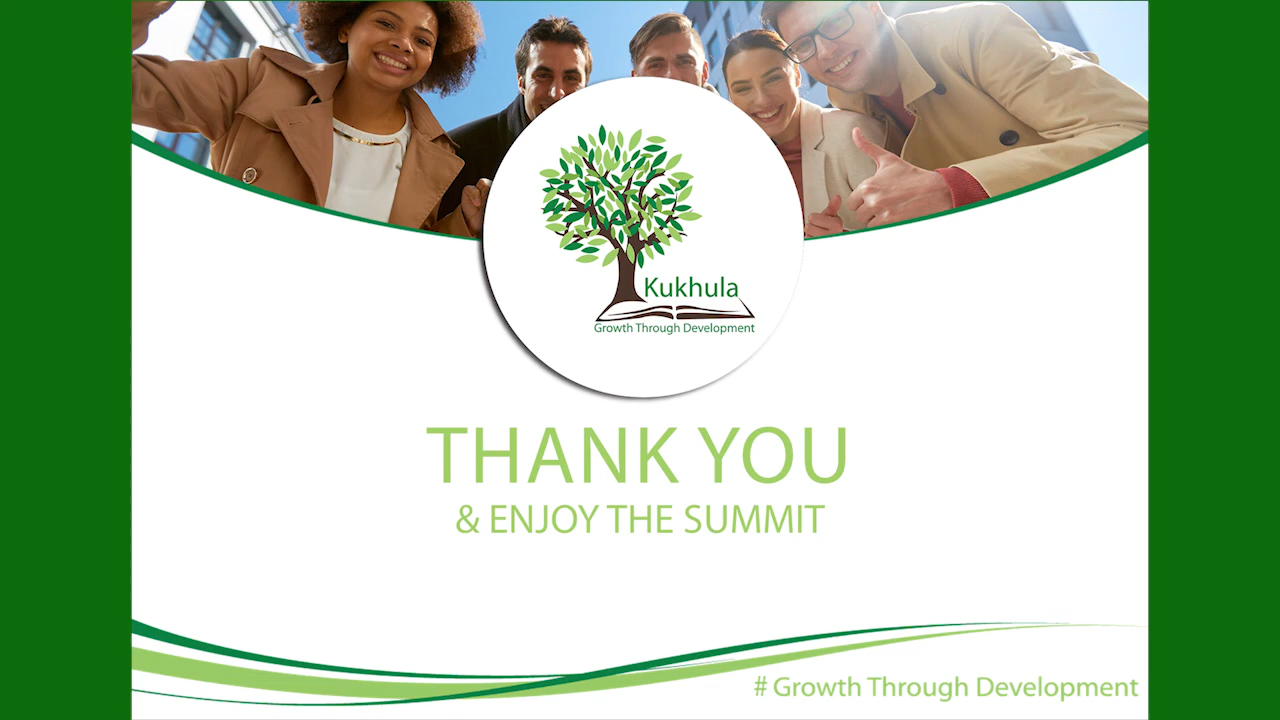 Kukhula
Growth Through Development
THANK YOU
& ENJOY THE SUMMIT
# Growth Through Development